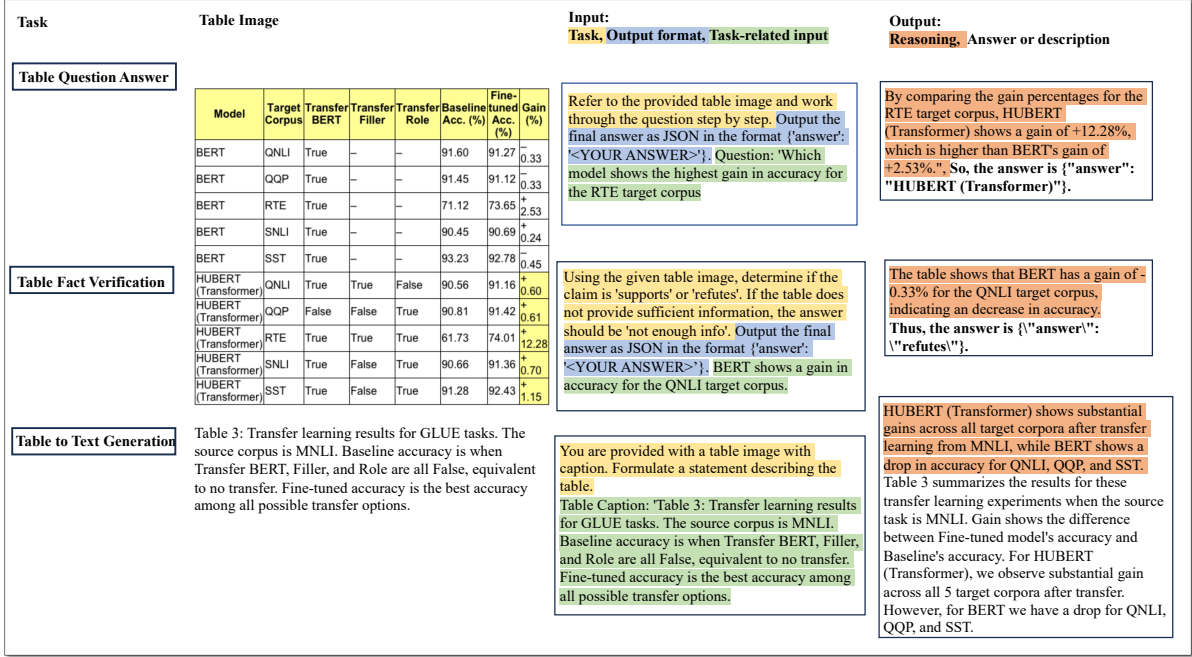 Task
Table Image
Input:
Task, Output format, Task-related input
Output:
Reasoning, Answer or description
Table Question Answer
Model | Target Corpus | Transfer BERT | Transfer Filler | Transfer Role | Baseline Acc. (%) | Fine-tuned Acc. (%) | Gain (%)
BERT | QNLI | True | – | – | 91.60 | 91.27 | – 0.33
BERT | QQP | True | – | – | 91.45 | 91.12 | – 0.33
BERT | RTE | True | – | – | 71.12 | 73.65 | + 2.53
BERT | SNLI | True | – | – | 90.45 | 90.69 | + 0.24
BERT | SST | True | – | – | 93.23 | 92.78 | – 0.45
HUBERT (Transformer) | QNLI | True | True | False | 90.56 | 91.16 | + 0.60
HUBERT (Transformer) | QQP | False | False | True | 90.81 | 91.42 | + 0.61
HUBERT (Transformer) | RTE | True | True | True | 61.73 | 74.01 | + 12.28
HUBERT (Transformer) | SNLI | True | False | True | 90.66 | 91.36 | + 0.70
HUBERT (Transformer) | SST | True | False | True | 91.28 | 92.43 | + 1.15
Table 3: Transfer learning results for GLUE tasks. The
source corpus is MNLI. Baseline accuracy is when
Transfer BERT, Filler, and Role are all False, equivalent
to no transfer. Fine-tuned accuracy is the best accuracy
among all possible transfer options.
Refer to the provided table image and work
through the question step by step. Output the
final answer as JSON in the format {'answer':
'<YOUR ANSWER>'}. Question: 'Which
model shows the highest gain in accuracy for
the RTE target corpus
By comparing the gain percentages for the
RTE target corpus, HUBERT
(Transformer) shows a gain of +12.28%,
which is higher than BERT's gain of
+2.53%.", So, the answer is {"answer":
"HUBERT (Transformer)"}.
Table Fact Verification
Using the given table image, determine if the
claim is 'supports' or 'refutes'. If the table does
not provide sufficient information, the answer
should be 'not enough info'. Output the final
answer as JSON in the format {'answer':
'<YOUR ANSWER>'}. BERT shows a gain in
accuracy for the QNLI target corpus.
The table shows that BERT has a gain of -
0.33% for the QNLI target corpus,
indicating an decrease in accuracy.
Thus, the answer is {\"answer\":
\"refutes\"}.
Table to Text Generation
You are provided with a table image with
caption. Formulate a statement describing the
table.
Table Caption: 'Table 3: Transfer learning results
for GLUE tasks. The source corpus is MNLI.
Baseline accuracy is when Transfer BERT, Filler,
and Role are all False, equivalent to no transfer.
Fine-tuned accuracy is the best accuracy among
all possible transfer options.
HUBERT (Transformer) shows substantial
gains across all target corpora after transfer
learning from MNLI, while BERT shows a
drop in accuracy for QNLI, QQP, and SST.
Table 3 summarizes the results for these
transfer learning experiments when the source
task is MNLI. Gain shows the difference
between Fine-tuned model's accuracy and
Baseline's accuracy. For HUBERT
(Transformer), we observe substantial gain
across all 5 target corpora after transfer.
However, for BERT we have a drop for QNLI,
QQP, and SST.